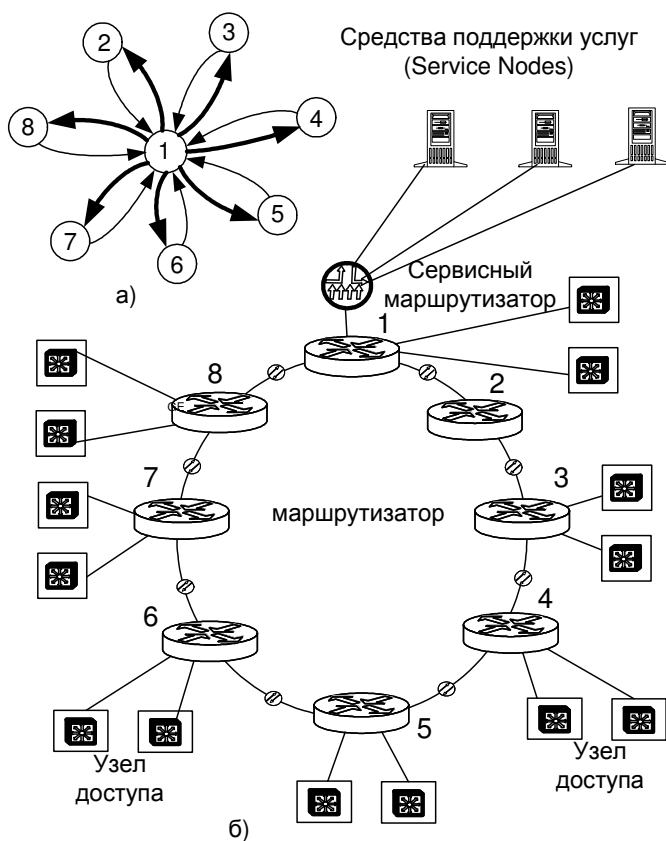 Средства поддержки услуг
(Service Nodes)
2
3
4
8
1
5
7
6
а)
Сервисный
маршрутизатор
1
8
GE
2
7
3
маршрутизатор
6
4
5
Узел
доступа
Узел
доступа
б)